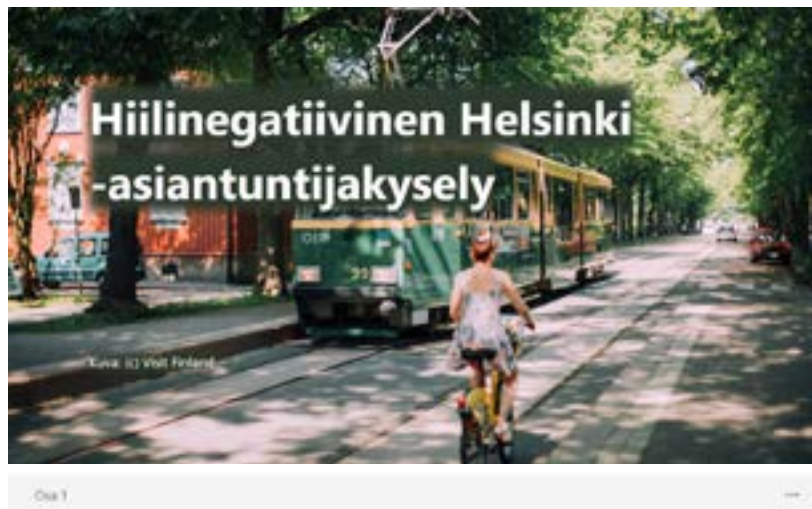 Hiilinegatiivinen Helsinki
-asiantuntijakysely
Kuva: (c) Visit Finland
Osa 1